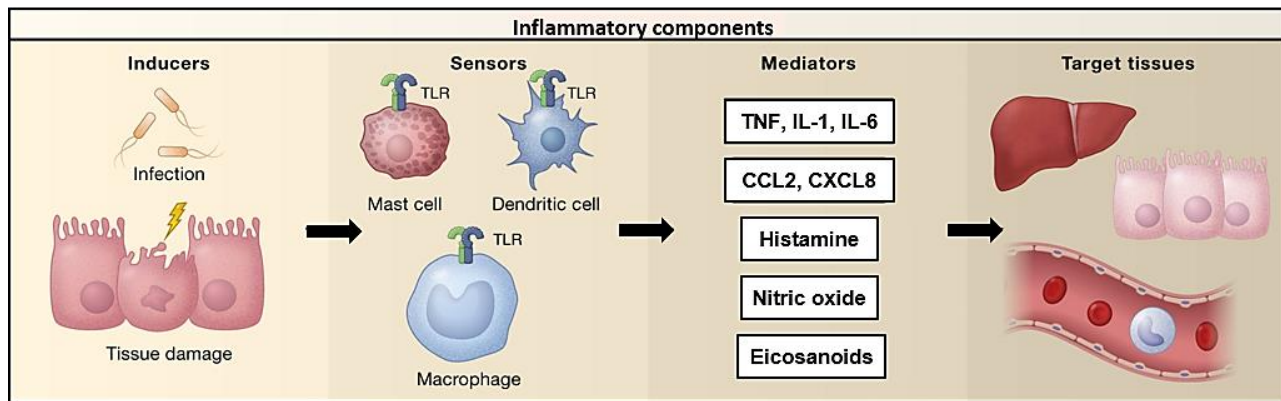 Inflammatory components
Inducers
Infection
Tissue damage
Sensors
TLR
TLR
Mast cell
Dendritic cell
TLR
Macrophage
Mediators
TNF, IL-1, IL-6
CCL2, CXCL8
Histamine
Nitric oxide
Eicosanoids
Target tissues